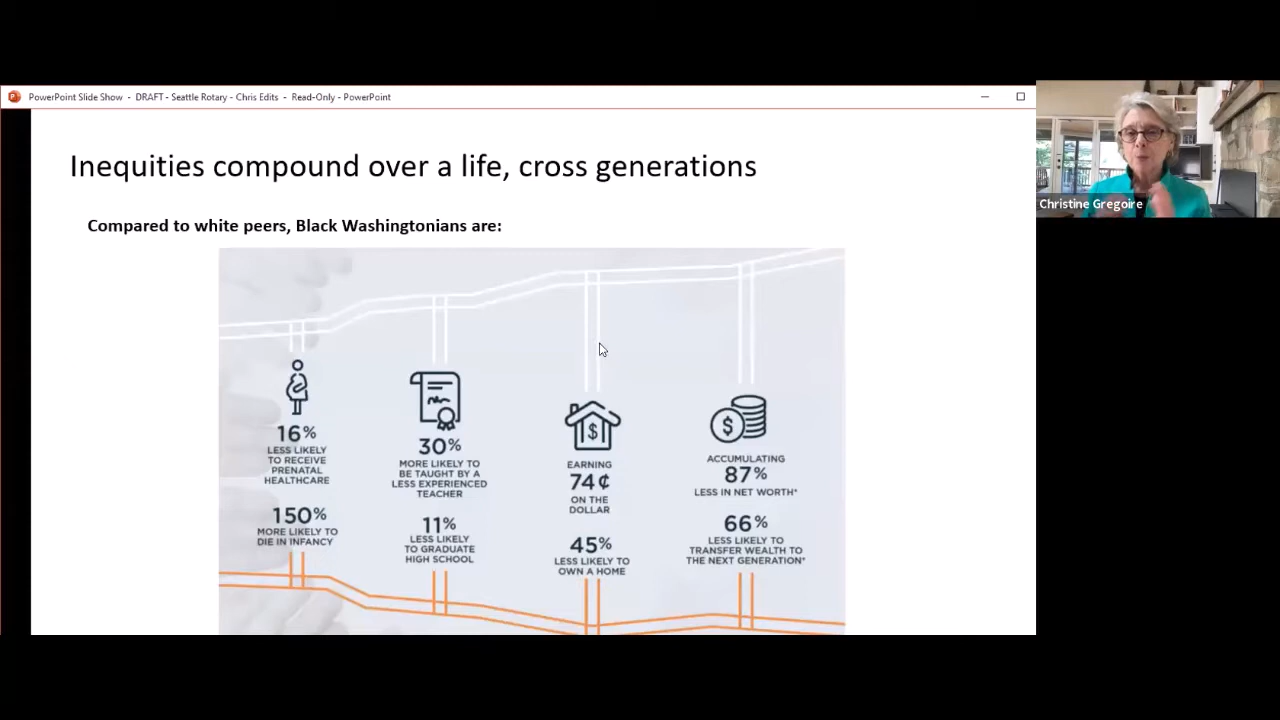 PowerPoint Slide Show - DRAFT - Seattle Rotary - Chris Edits - Read-Only - PowerPoint
Christine Gregoire
Inequities compound over a life, cross generations
Compared to white peers, Black Washingtonians are:
16%
LESS LIKELY
TO RECEIVE
PRENATAL
HEALTHCARE
150%
MORE LIKELY TO
DIE IN INFANCY
30%
MORE LIKELY TO
BE TAUGHT BY A
LESS EXPERIENCED
TEACHER
11%
LESS LIKELY
TO GRADUATE
HIGH SCHOOL
$
EARNING
74¢
ON THE
DOLLAR
45%
LESS LIKELY TO
OWN A HOME
$
ACCUMULATING
87%
LESS IN NET WORTH*
66%
LESS LIKELY TO
TRANSFER WEALTH TO
THE NEXT GENERATION*